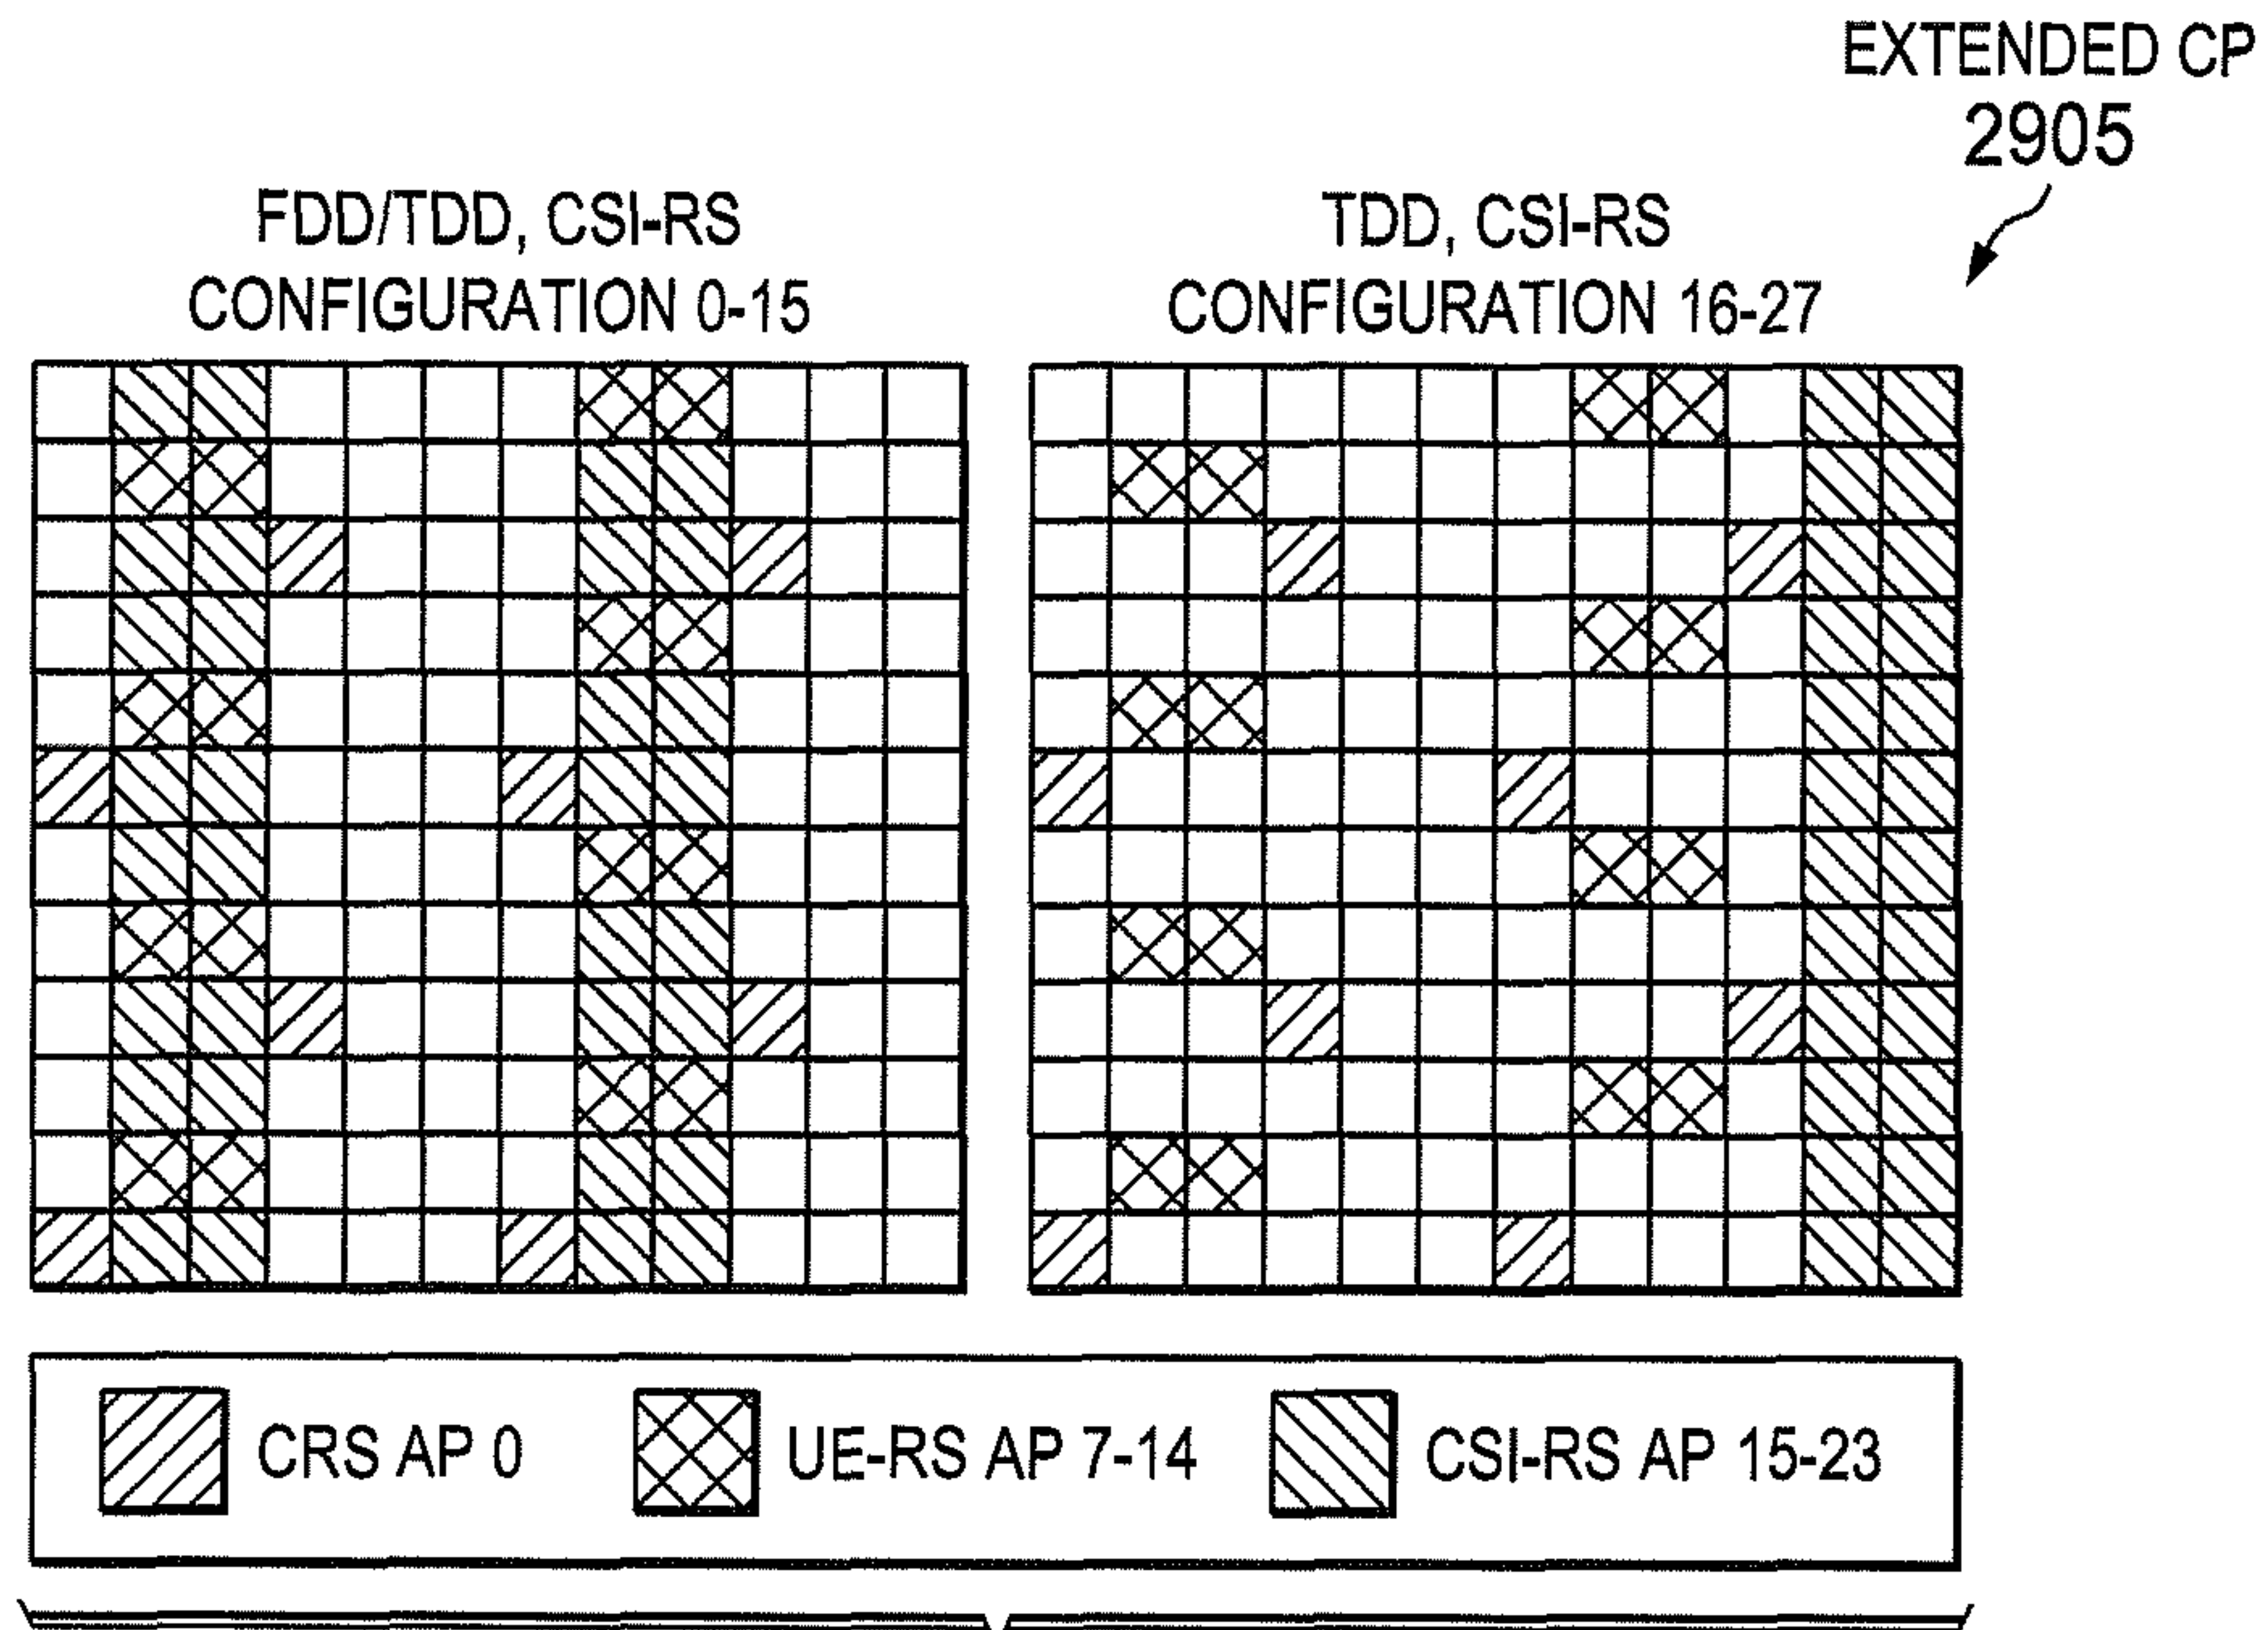 EXTENDED CP
2905
FDD/TDD, CSI-RS
CONFIGURATION 0-15
TDD, CSI-RS
CONFIGURATION 16-27
CRS AP 0
UE-RS AP 7-14
CSI-RS AP 15-23